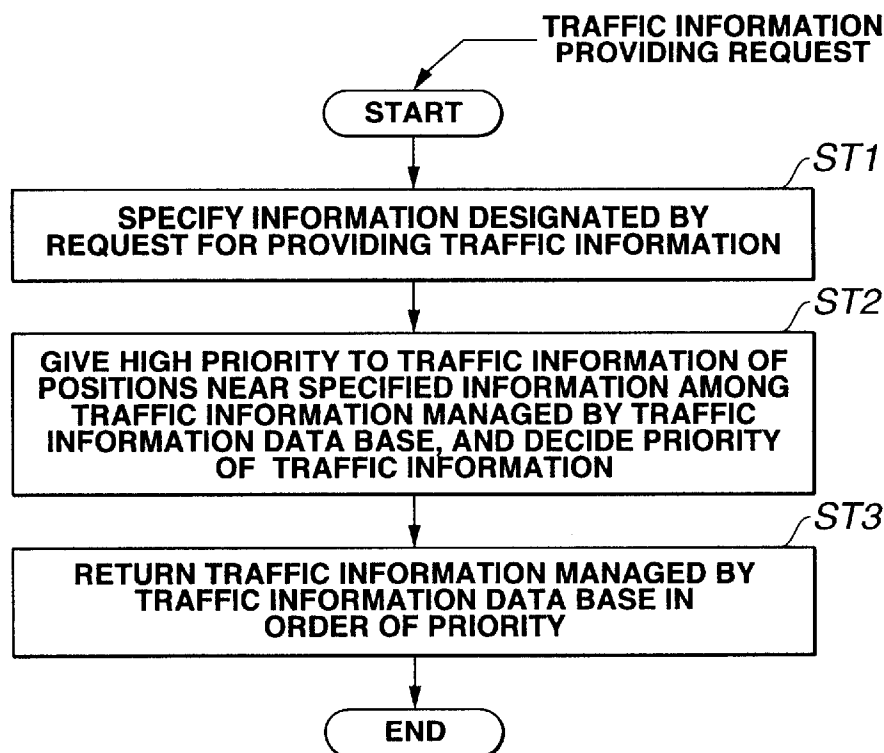 TRAFFIC INFORMATION
PROVIDING REQUEST
START
ST1
SPECIFY INFORMATION DESIGNATED BY
REQUEST FOR PROVIDING TRAFFIC INFORMATION
ST2
GIVE HIGH PRIORITY TO TRAFFIC INFORMATION OF
POSITIONS NEAR SPECIFIED INFORMATION AMONG
TRAFFIC INFORMATION MANAGED BY TRAFFIC
INFORMATION DATA BASE, AND DECIDE PRIORITY
OF TRAFFIC INFORMATION
ST3
RETURN TRAFFIC INFORMATION MANAGED BY
TRAFFIC INFORMATION DATA BASE IN
ORDER OF PRIORITY
END